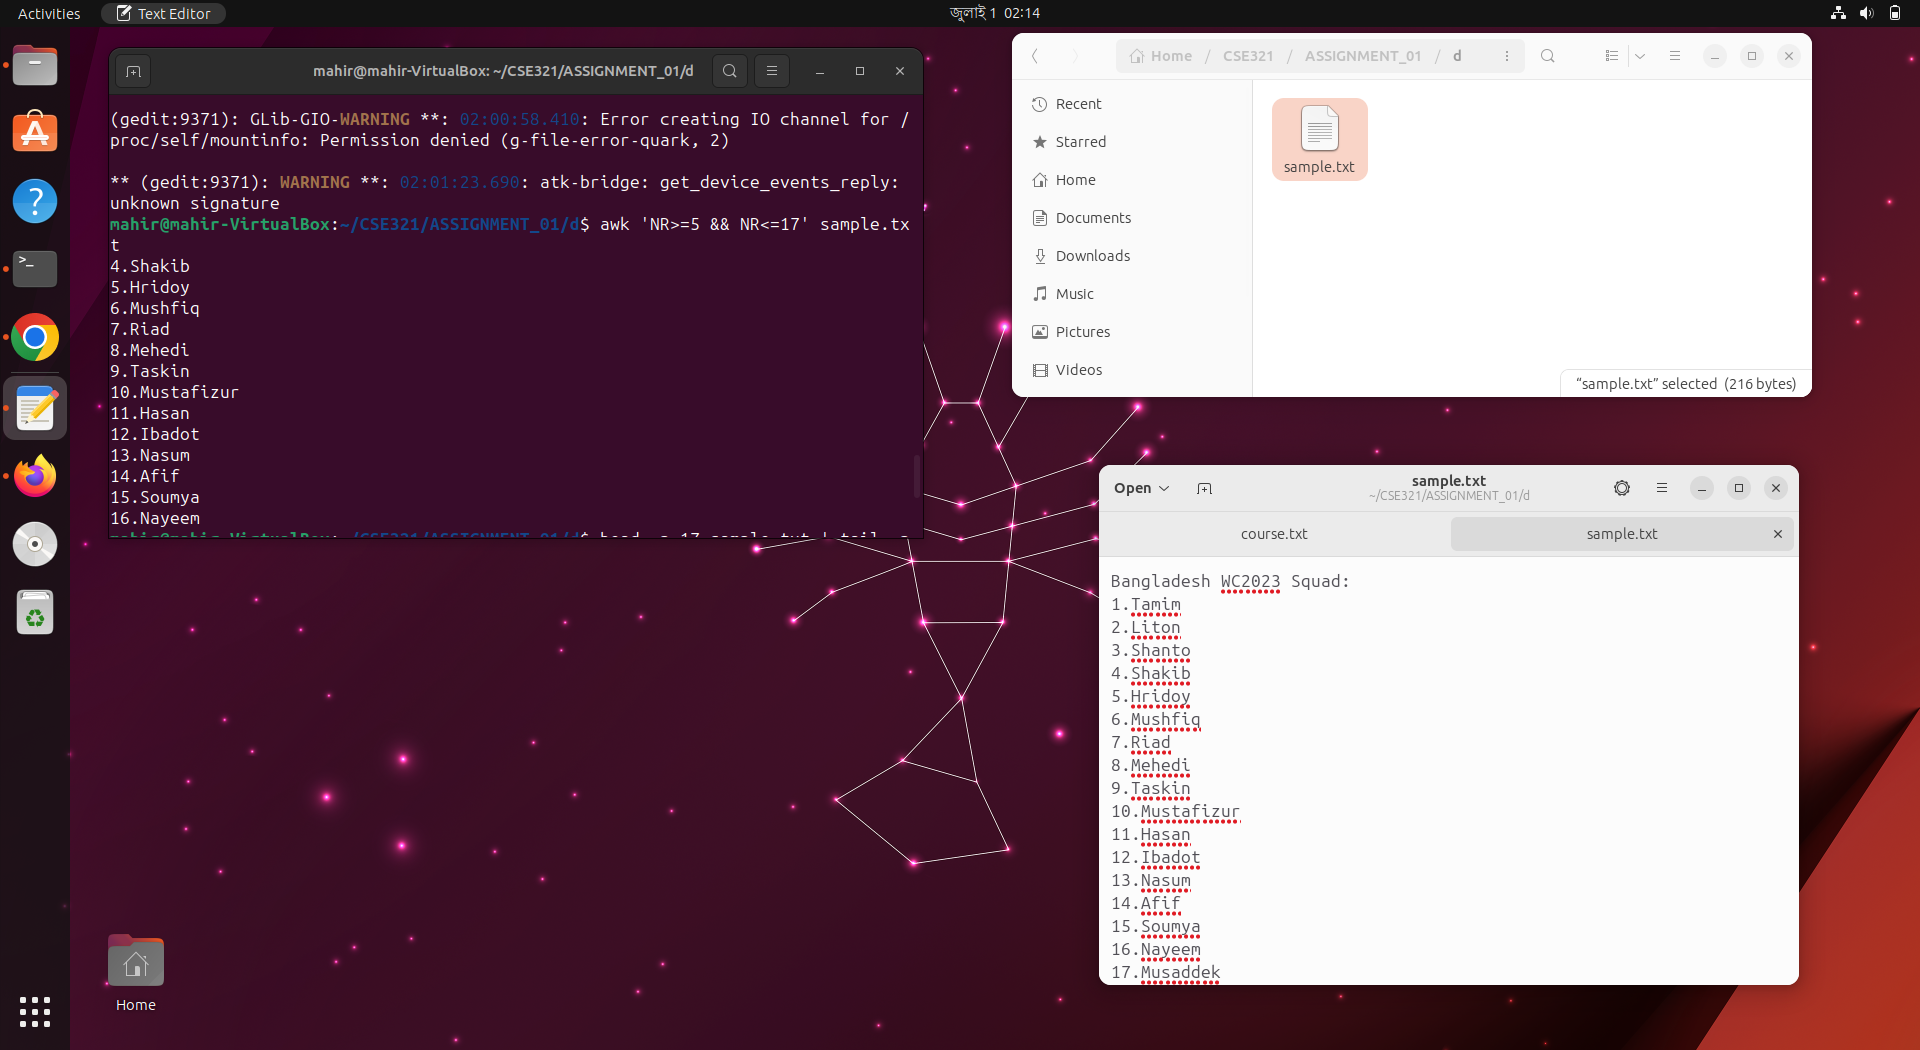 Activities
Text Editor
জুলাই 1 02:14
mahir@mahir-VirtualBox: ~/CSE321/ASSIGNMENT_01/d
(gedit:9371): GLib-GIO-WARNING **: 02:00:58.410: Error creating IO channel for /
proc/self/mountinfo: Permission denied (g-file-error-quark, 2)
** (gedit:9371): WARNING **: 02:01:23.690: atk-bridge: get_device_events_reply:
unknown signature
mahir@mahir-VirtualBox:~/CSE321/ASSIGNMENT_01/d$ awk 'NR>=5 && NR<=17' sample.tx
t
4.Shakib
5.Hridoy
6.Mushfiq
7.Riad
8.Mehedi
9.Taskin
10.Mustafizur
11.Hasan
12.Ibadot
13.Nasum
14.Afif
15.Soumya
16.Nayeem
Home / CSE321 / ASSIGNMENT_01 / d
Recent
Starred
Home
Documents
Downloads
Music
Pictures
Videos
sample.txt
“sample.txt” selected (216 bytes)
Open
sample.txt
~/CSE321/ASSIGNMENT_01/d
course.txt
sample.txt
Bangladesh WC2023 Squad:
1.Tamim
2.Liton
3.Shanto
4.Shakib
5.Hridoy
6.Mushfiq
7.Riad
8.Mehedi
9.Taskin
10.Mustafizur
11.Hasan
12.Ibadot
13.Nasum
14.Afif
15.Soumya
16.Nayeem
17.Musaddek
Home